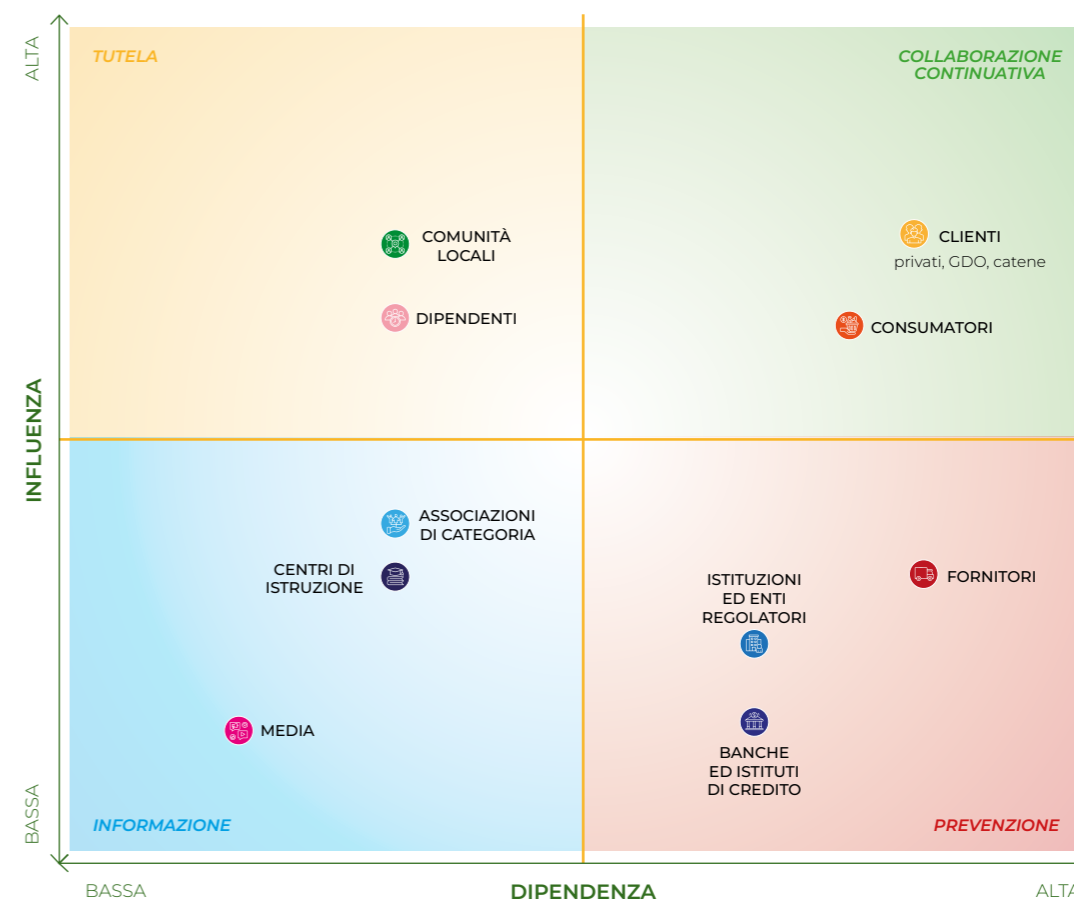 ALTA
TUTELA
COLLABORAZIONE
CONTINUATIVA
COMUNITÀ
LOCALI
DIPENDENTI
CLIENTI
privati, GDO, catene
CONSUMATORI
INFLUENZA
ASSOCIAZIONI
DI CATEGORIA
CENTRI DI
ISTRUZIONE
MEDIA
ISTITUZIONI
ED ENTI
REGOLATORI
FORNITORI
BANCHE
ED ISTITUTI
DI CREDITO
BASSA
INFORMAZIONE
PREVENZIONE
BASSA
DIPENDENZA
ALTA